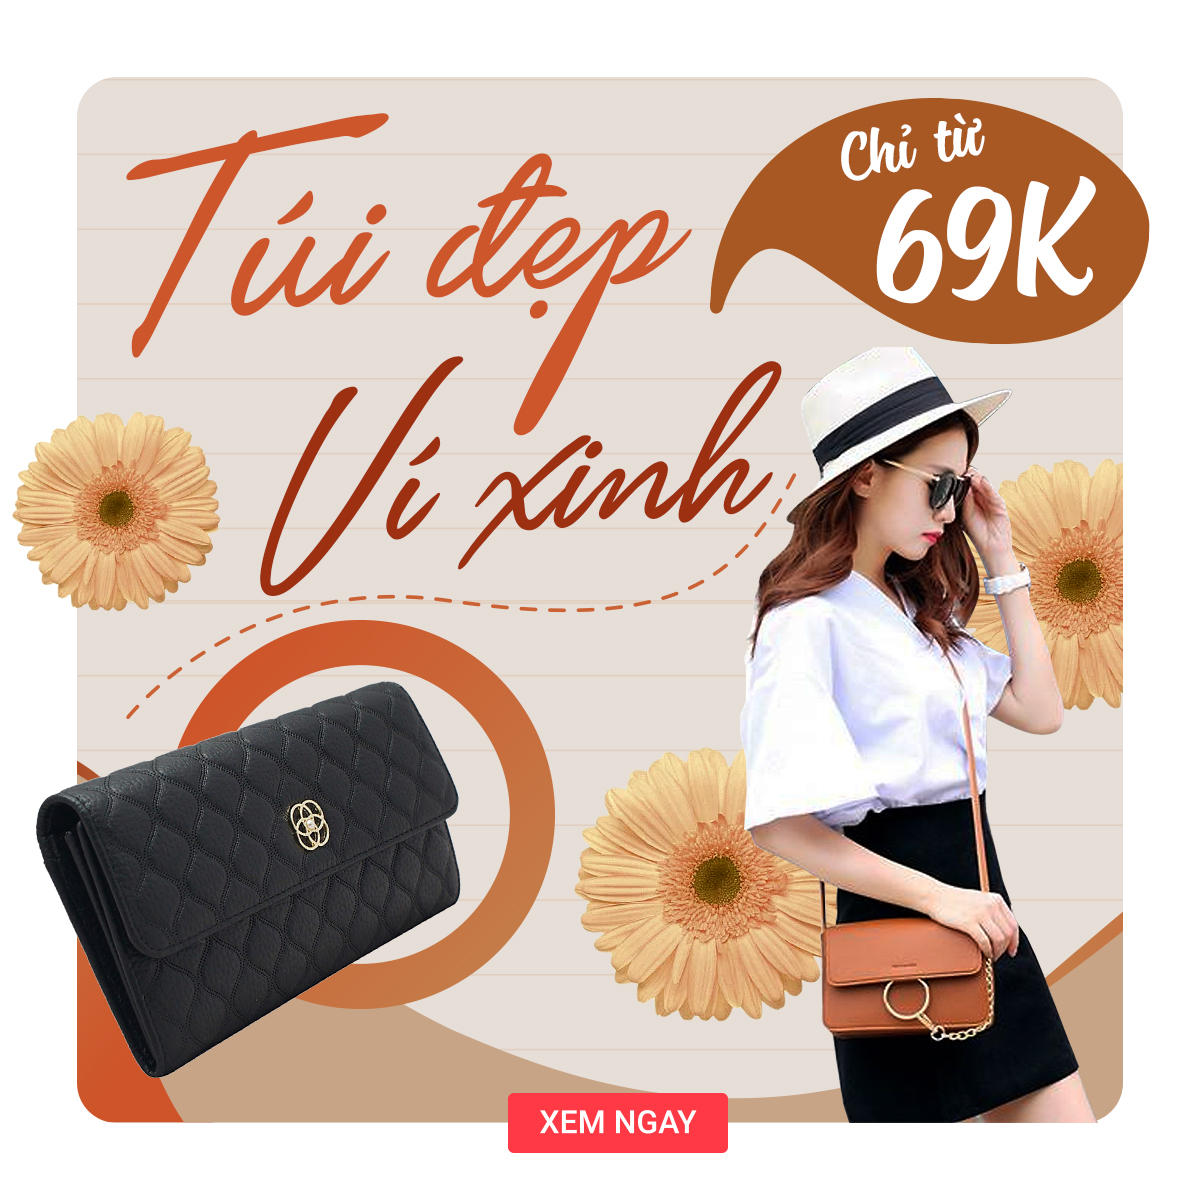 Túi đẹp
Ví xinh
Chỉ từ
69K
XEM NGAY